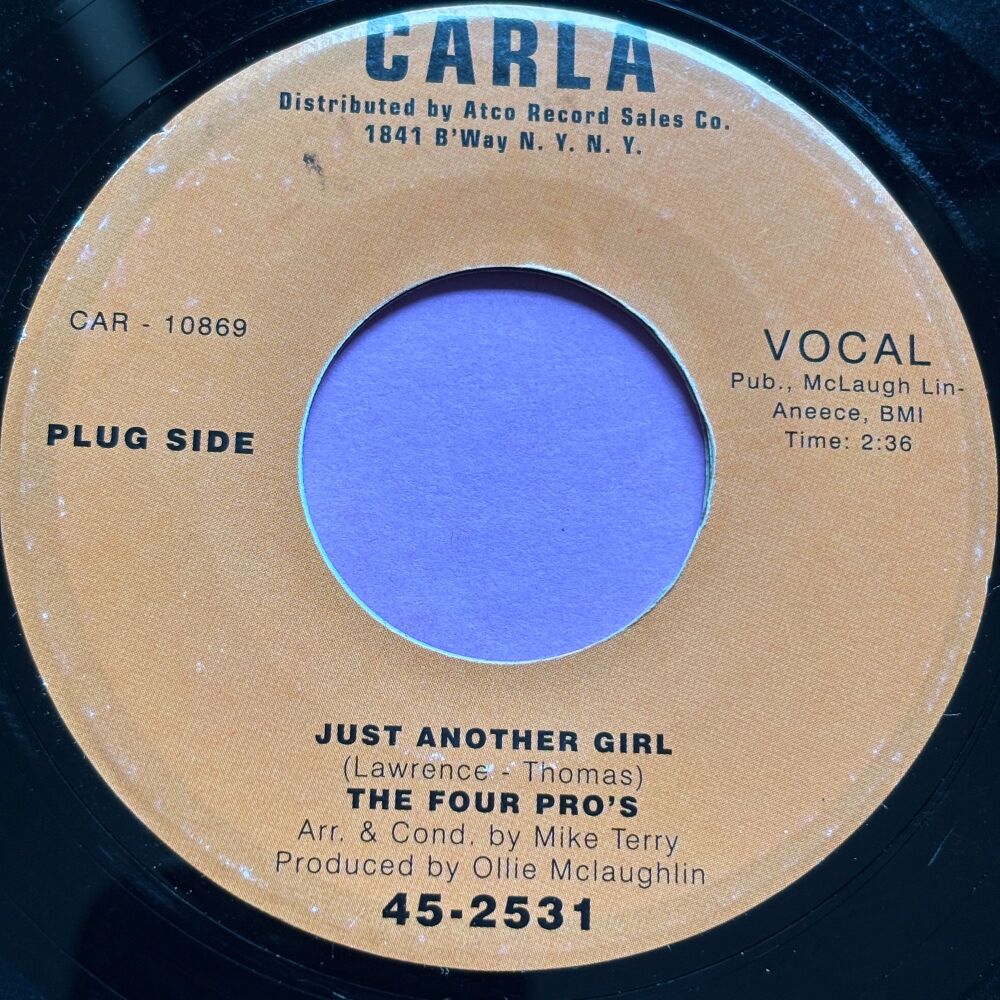 CARLA
Distributed by Atco Record Sales Co.
1841 B'Way N. Y. N. Y.
CAR - 10869
PLUG SIDE
VOCAL
Pub., McLaugh Lin-
Aneece, BMI
Time: 2:36
JUST ANOTHER GIRL
(Lawrence - Thomas)
THE FOUR PRO'S
Arr. & Cond. by Mike Terry
Produced by Ollie Mclaughlin
45-2531